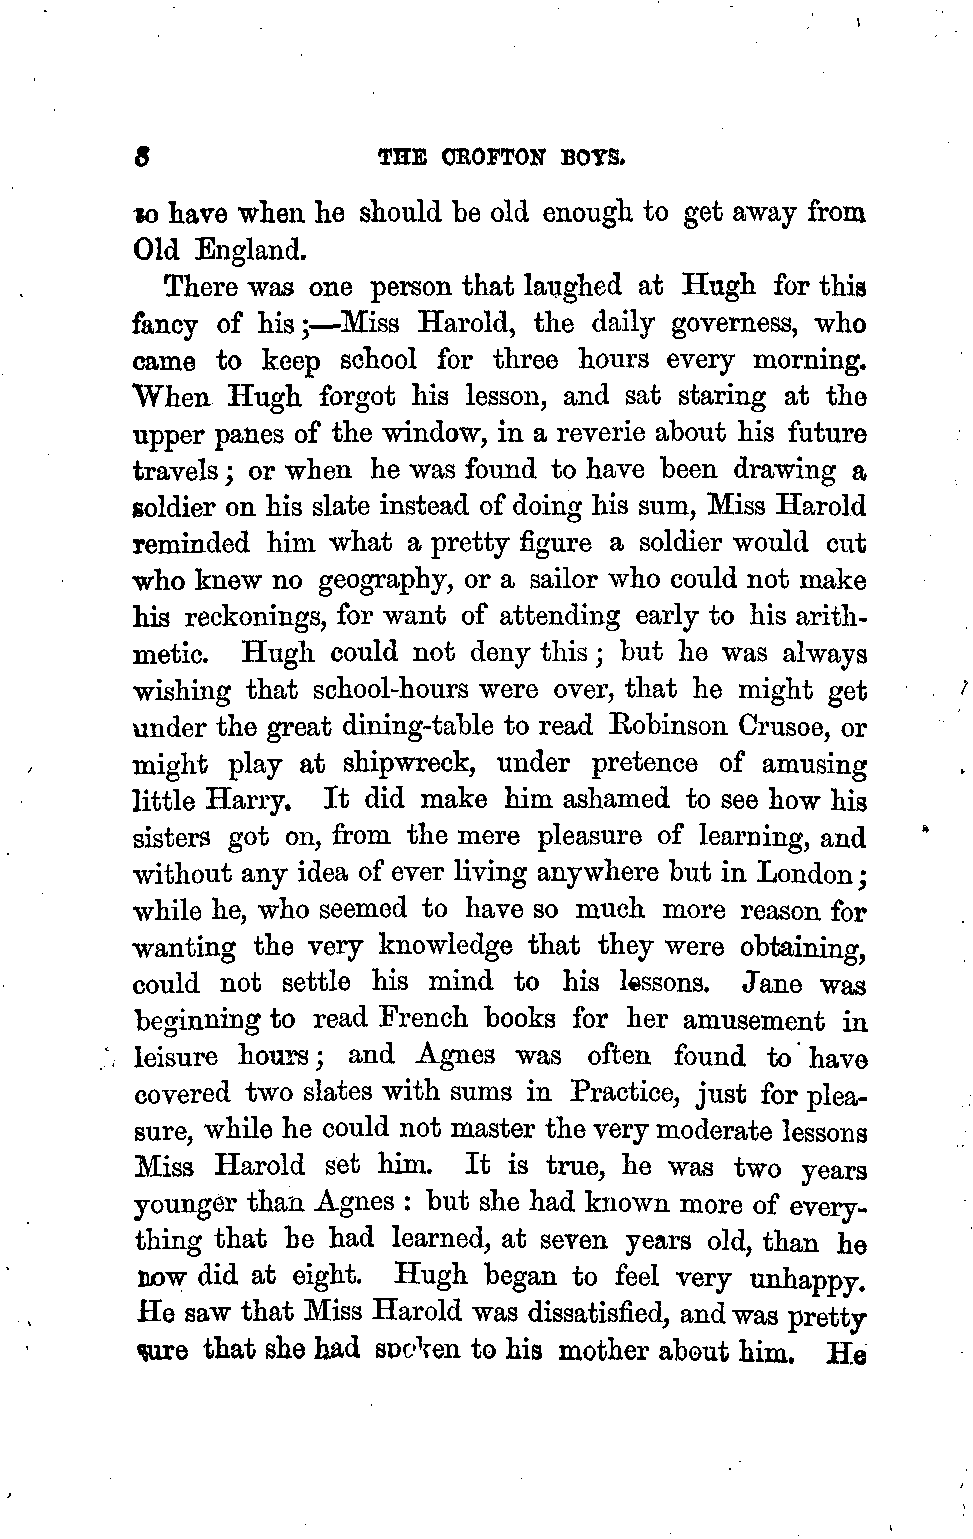 8 THE CROFTON BOYS.
to have when he should be old enough to get away from
Old England.
There was one person that laughed at Hugh for this
fancy of his;—Miss Harold, the daily governess, who
came to keep school for three hours every morning.
When Hugh forgot his lesson, and sat staring at the
upper panes of the window, in a reverie about his future
travels; or when he was found to have been drawing a
soldier on his slate instead of doing his sum, Miss Harold
reminded him what a pretty figure a soldier would cut
who knew no geography, or a sailor who could not make
his reckonings, for want of attending early to his arith-
metic. Hugh could not deny this; but he was always
wishing that school-hours were over, that he might get
under the great dining-table to read Robinson Crusoe, or
might play at shipwreck, under pretence of amusing
little Harry. It did make him ashamed to see how his
sisters got on, from the mere pleasure of learning, and
without any idea of ever living anywhere but in London;
while he, who seemed to have so much more reason for
wanting the very knowledge that they were obtaining,
could not settle his mind to his lessons. Jane was
beginning to read French books for her amusement in
leisure hours; and Agnes was often found to have
covered two slates with sums in Practice, just for plea-
sure, while he could not master the very moderate lessons
Miss Harold set him. It is true, he was two years
younger than Agnes: but she had known more of every-
thing that he had learned, at seven years old, than he
now did at eight. Hugh began to feel very unhappy.
He saw that Miss Harold was dissatisfied, and was pretty
sure that she had spoken to his mother about him. He